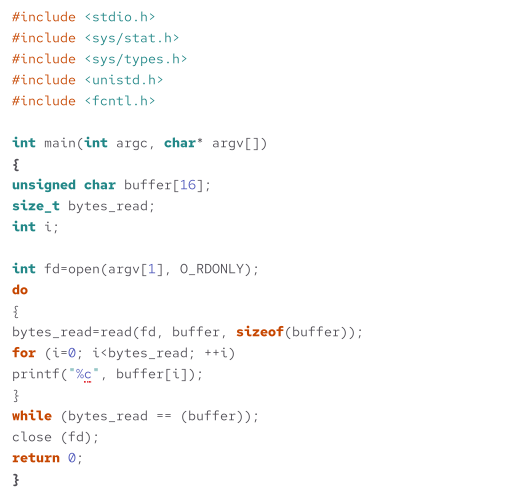 #include <stdio.h>
#include <sys/stat.h>
#include <sys/types.h>
#include <unistd.h>
#include <fcntl.h>

int main(int argc, char* argv[])
{
unsigned char buffer[16];
size_t bytes_read;
int i;

int fd=open(argv[1], O_RDONLY);
do
{
bytes_read=read(fd, buffer, sizeof(buffer));
for (i=0; i<bytes_read; ++i)
printf("%c", buffer[i]);
}
while (bytes_read == (buffer));
close (fd);
return 0;
}